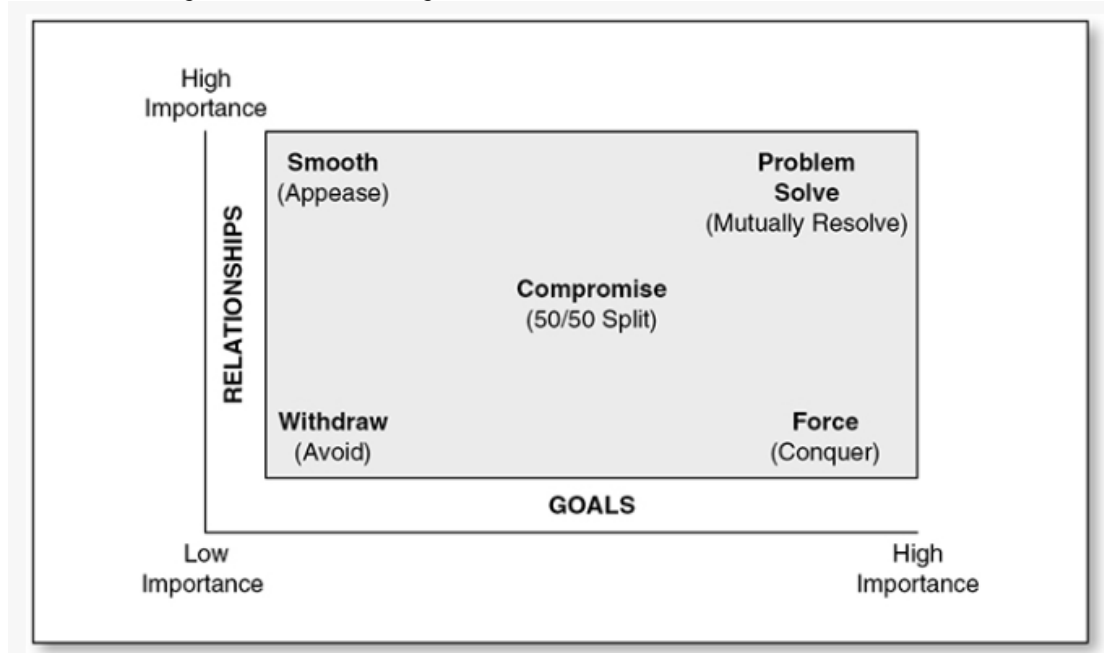 High
Importance
Smooth
(Appease)
Problem
Solve
(Mutually Resolve)
RELATIONSHIPS
Compromise
(50/50 Split)
Withdraw
(Avoid)
Force
(Conquer)
GOALS
Low
Importance
High
Importance